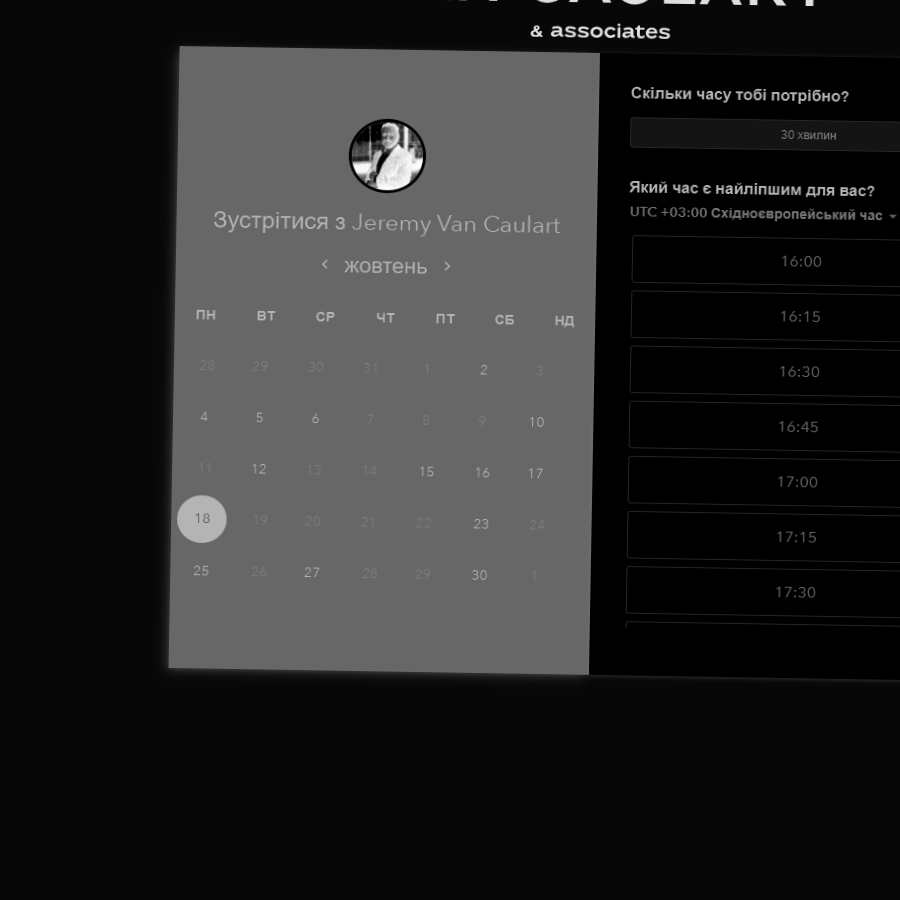 CAULART
& associates
Зустрітися з Jeremy Van Caulart
жовтень
ПН ВТ СР ЧТ ПТ СБ НД
28 29 30 31 1 2 3
4 5 6 7 8 9 10
11 12 13 14 15 16 17
18 19 20 21 22 23 24
25 26 27 28 29 30 1
Скільки часу тобі потрібно?
30 хвилин
Який час є найліпшим для вас?
UTC +03:00 Східноєвропейський час
16:00
16:15
16:30
16:45
17:00
17:15
17:30